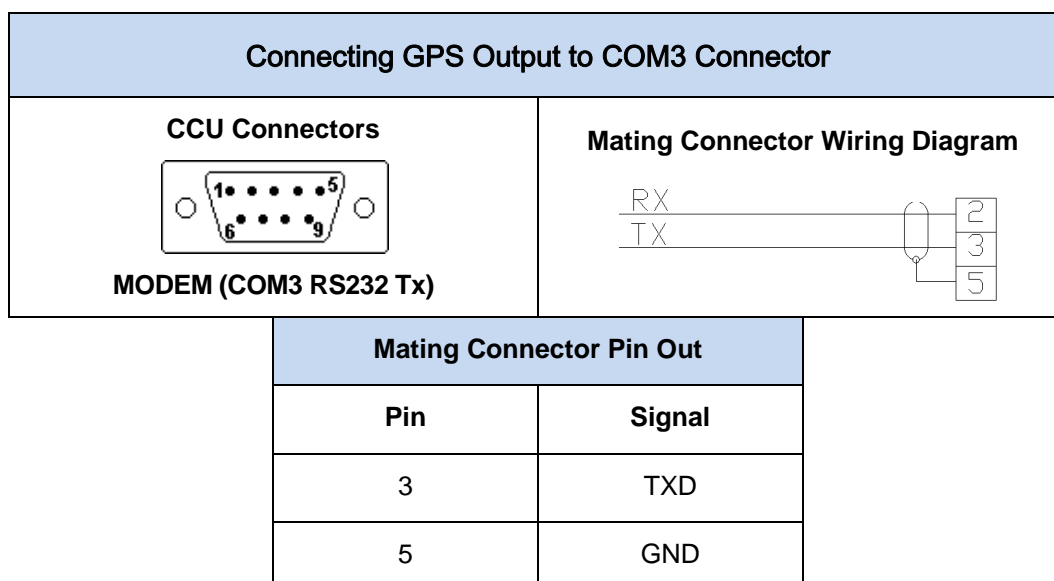 Connecting GPS Output to COM3 Connector
CCU Connectors
1 5
6 9
MODEM (COM3 RS232 Tx)
Mating Connector Wiring Diagram
RX 2
TX 3
5
Mating Connector Pin Out
Pin Signal
3 TXD
5 GND